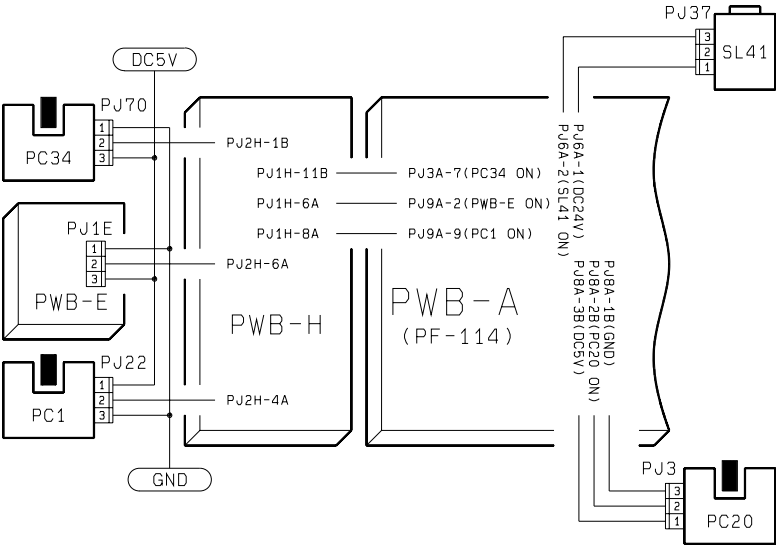 PJ37
3
2
1
SL41
DC5V
PJ70
1
2
3
PC34
PJ2H-1B
PJ1H-11B
PJ3A-7(PC34 ON)
PJ1H-6A
PJ9A-2(PWB-E ON)
PJ1H-8A
PJ9A-9(PC1 ON)
PJ6A-1(DC24V)
PJ6A-2(SL41 ON)
PJ1E
1
2
3
PWB-E
PJ2H-6A
PWB-H
PWB-A
(PF-114)
PJ8A-1B(GND)
PJ8A-2B(PC20 ON)
PJ8A-3B(DC5V)
PJ22
1
2
3
PC1
PJ2H-4A
GND
PJ3
3
2
1
PC20